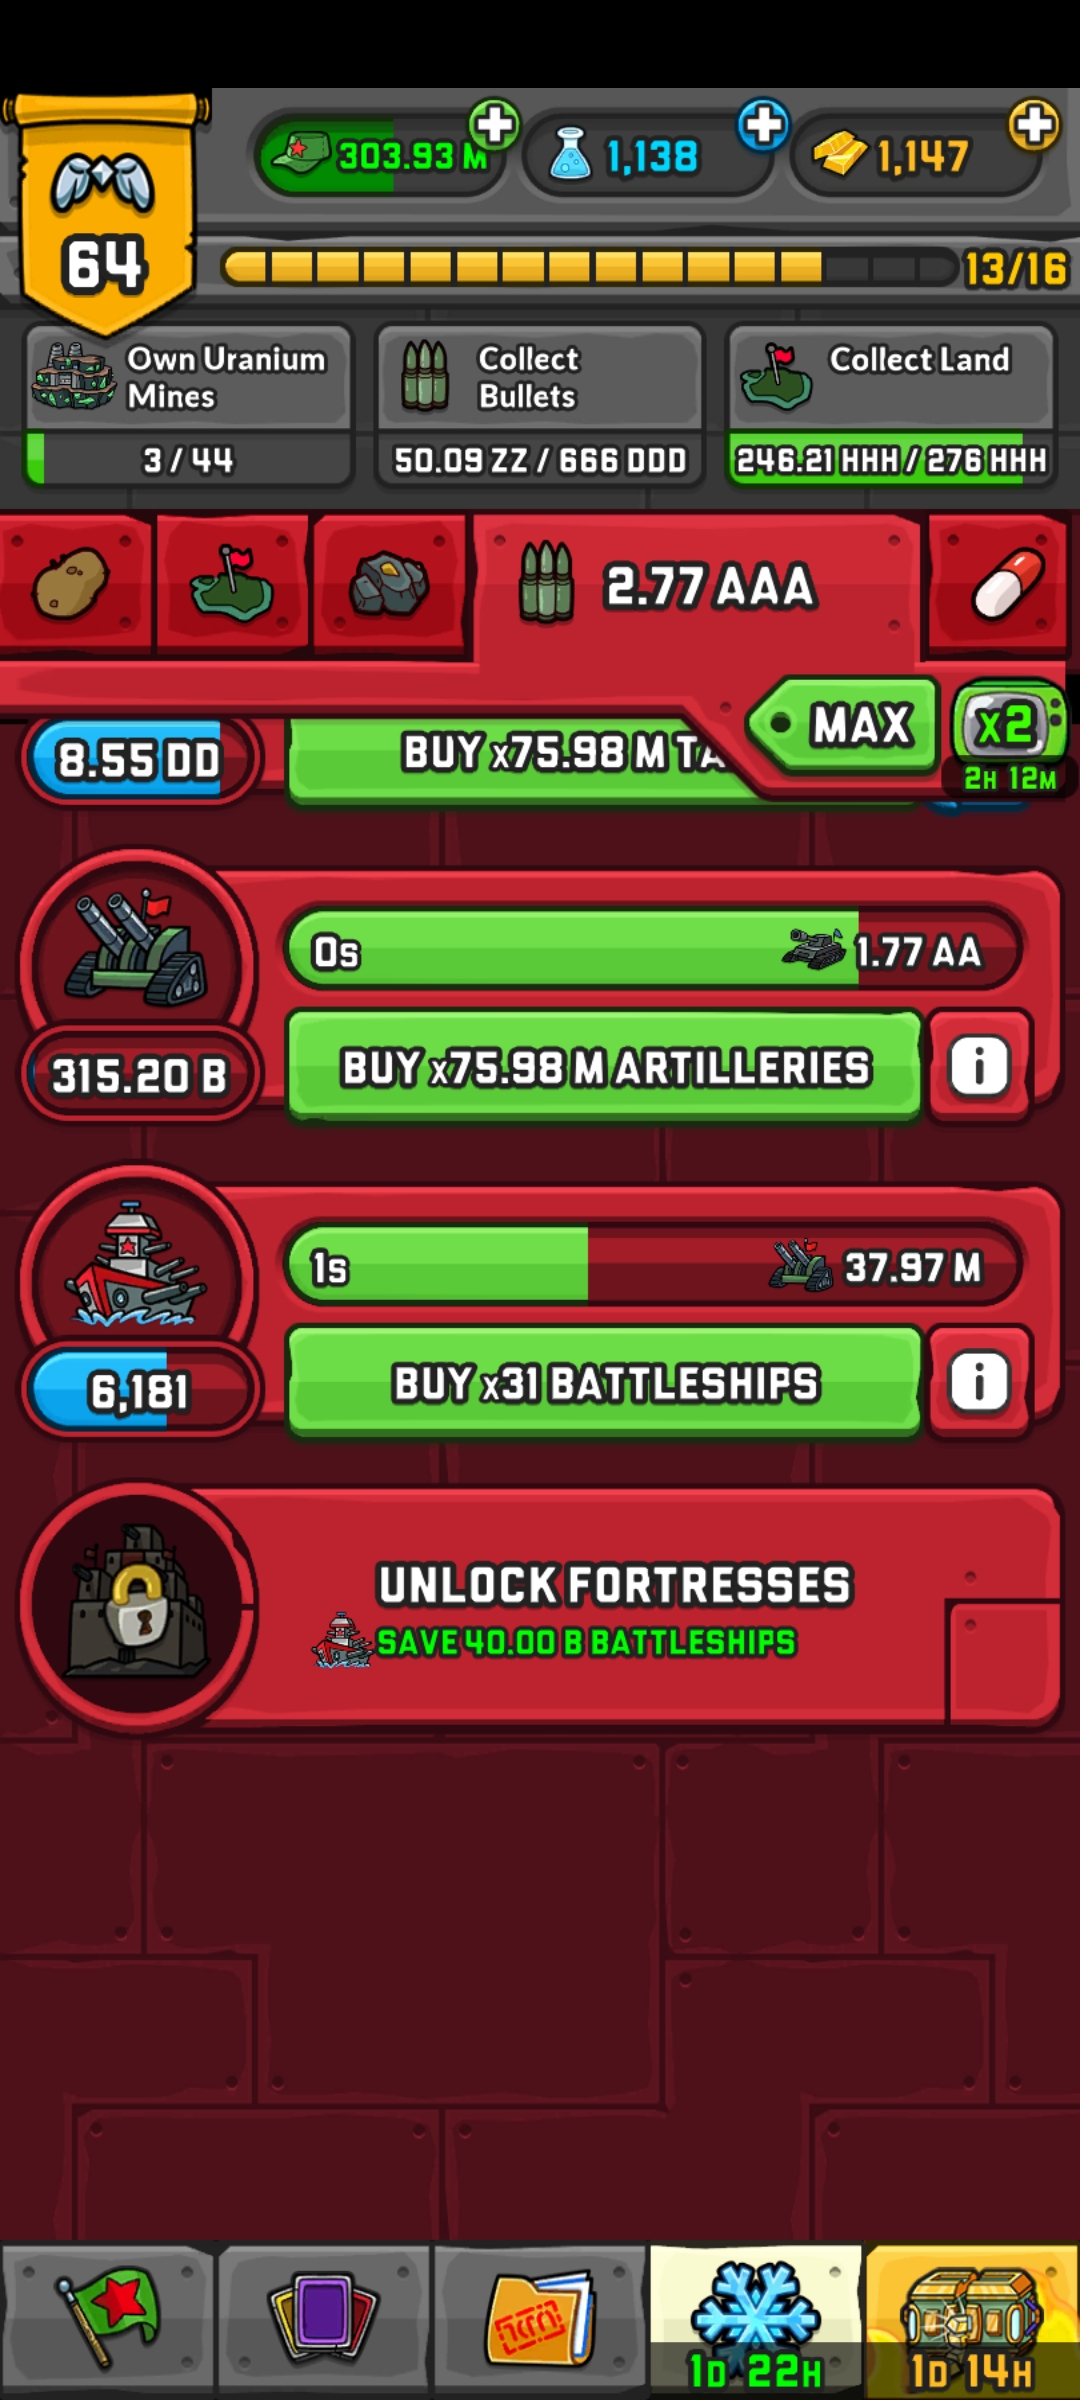 303.93 M
1,138
1,147
64
13/16
Own Uranium
Mines
3 / 44
Collect
Bullets
50.09 ZZ / 666 DDD
Collect Land
246.21 HHH / 276 HHH
2.77 AAA
MAX
x2
2H 12M
8.55 DD
BUY x75.98 M TA
0s
1.77 AA
315.20 B
BUY x75.98 M ARTILLERIES
i
1s
37.97 M
6,181
BUY x31 BATTLESHIPS
i
UNLOCK FORTRESSES
SAVE 40.00 B BATTLESHIPS
1D 22H
1D 14H